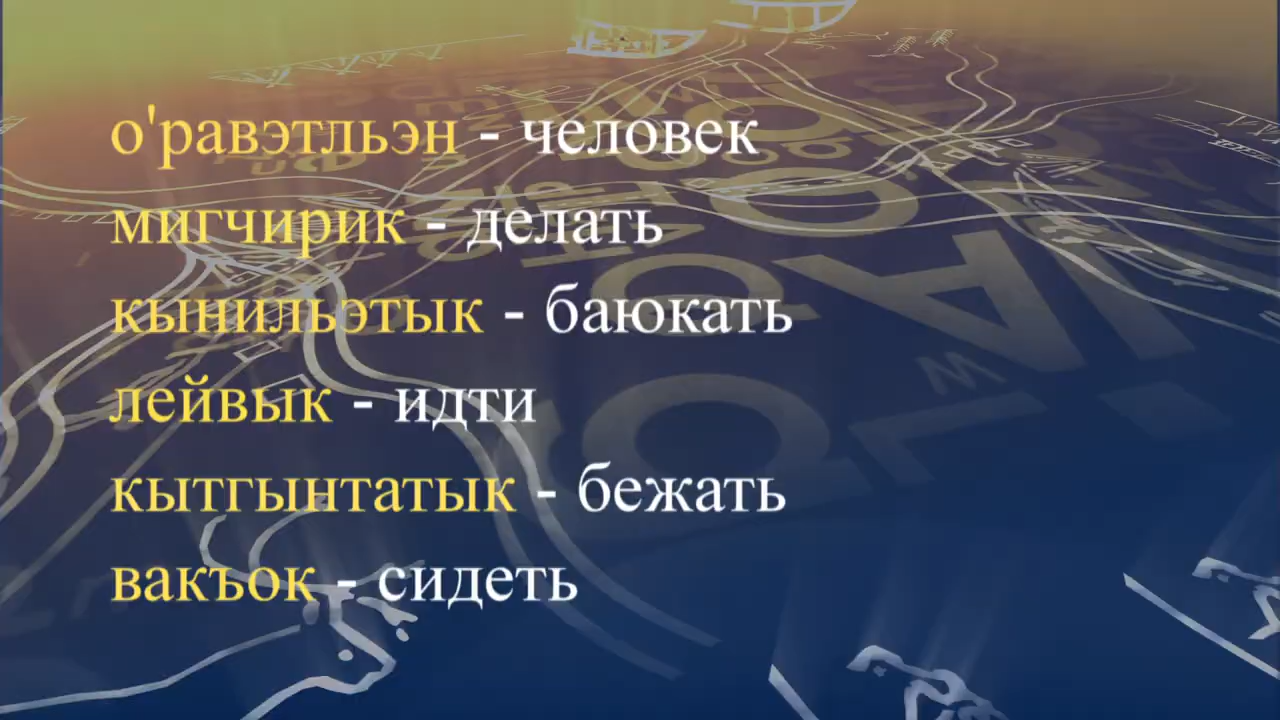 о'равэтльэн - человек
мигчирик - делать
кынильэтык - баюкать
лейвык - идти
кытгынтатык - бежать
вакъок - сидеть